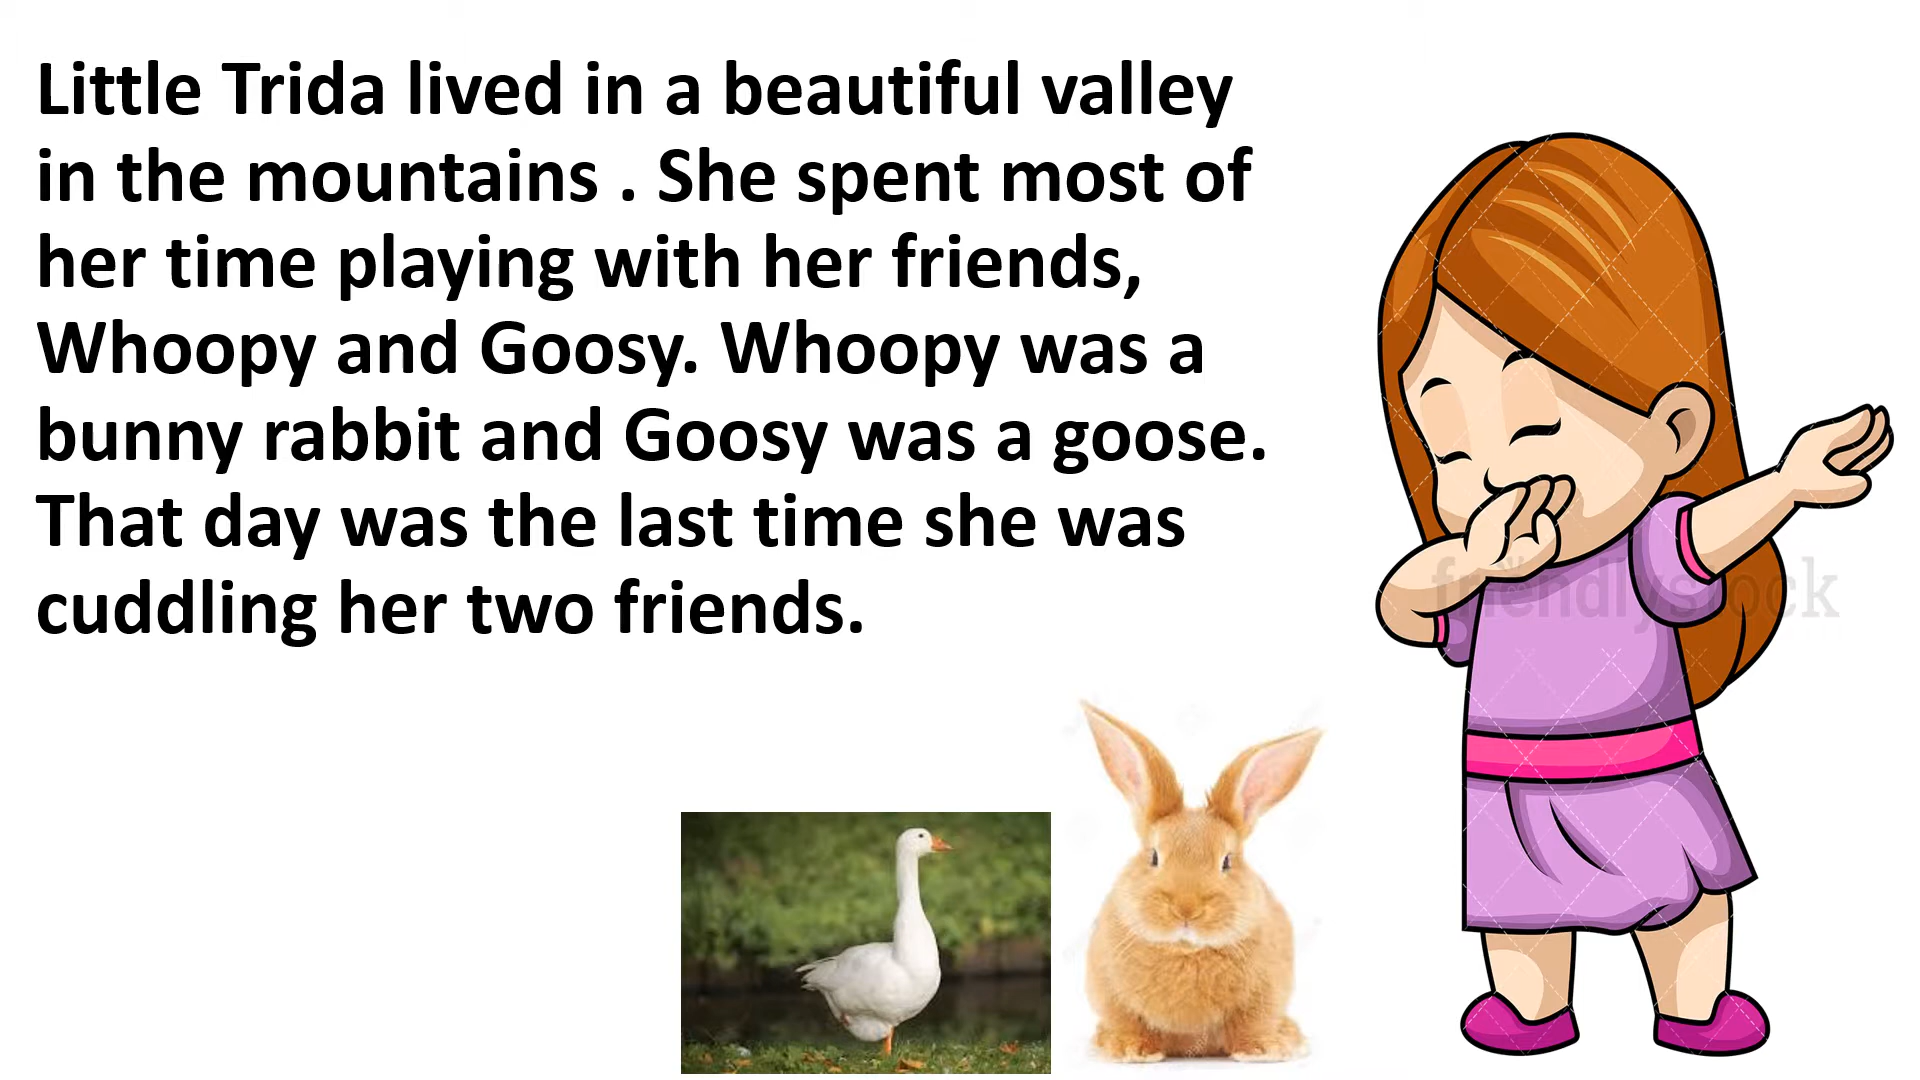 Little Trida lived in a beautiful valley
in the mountains . She spent most of
her time playing with her friends,
Whoopy and Goosy. Whoopy was a
bunny rabbit and Goosy was a goose.
That day was the last time she was
cuddling her two friends.
friendlystock